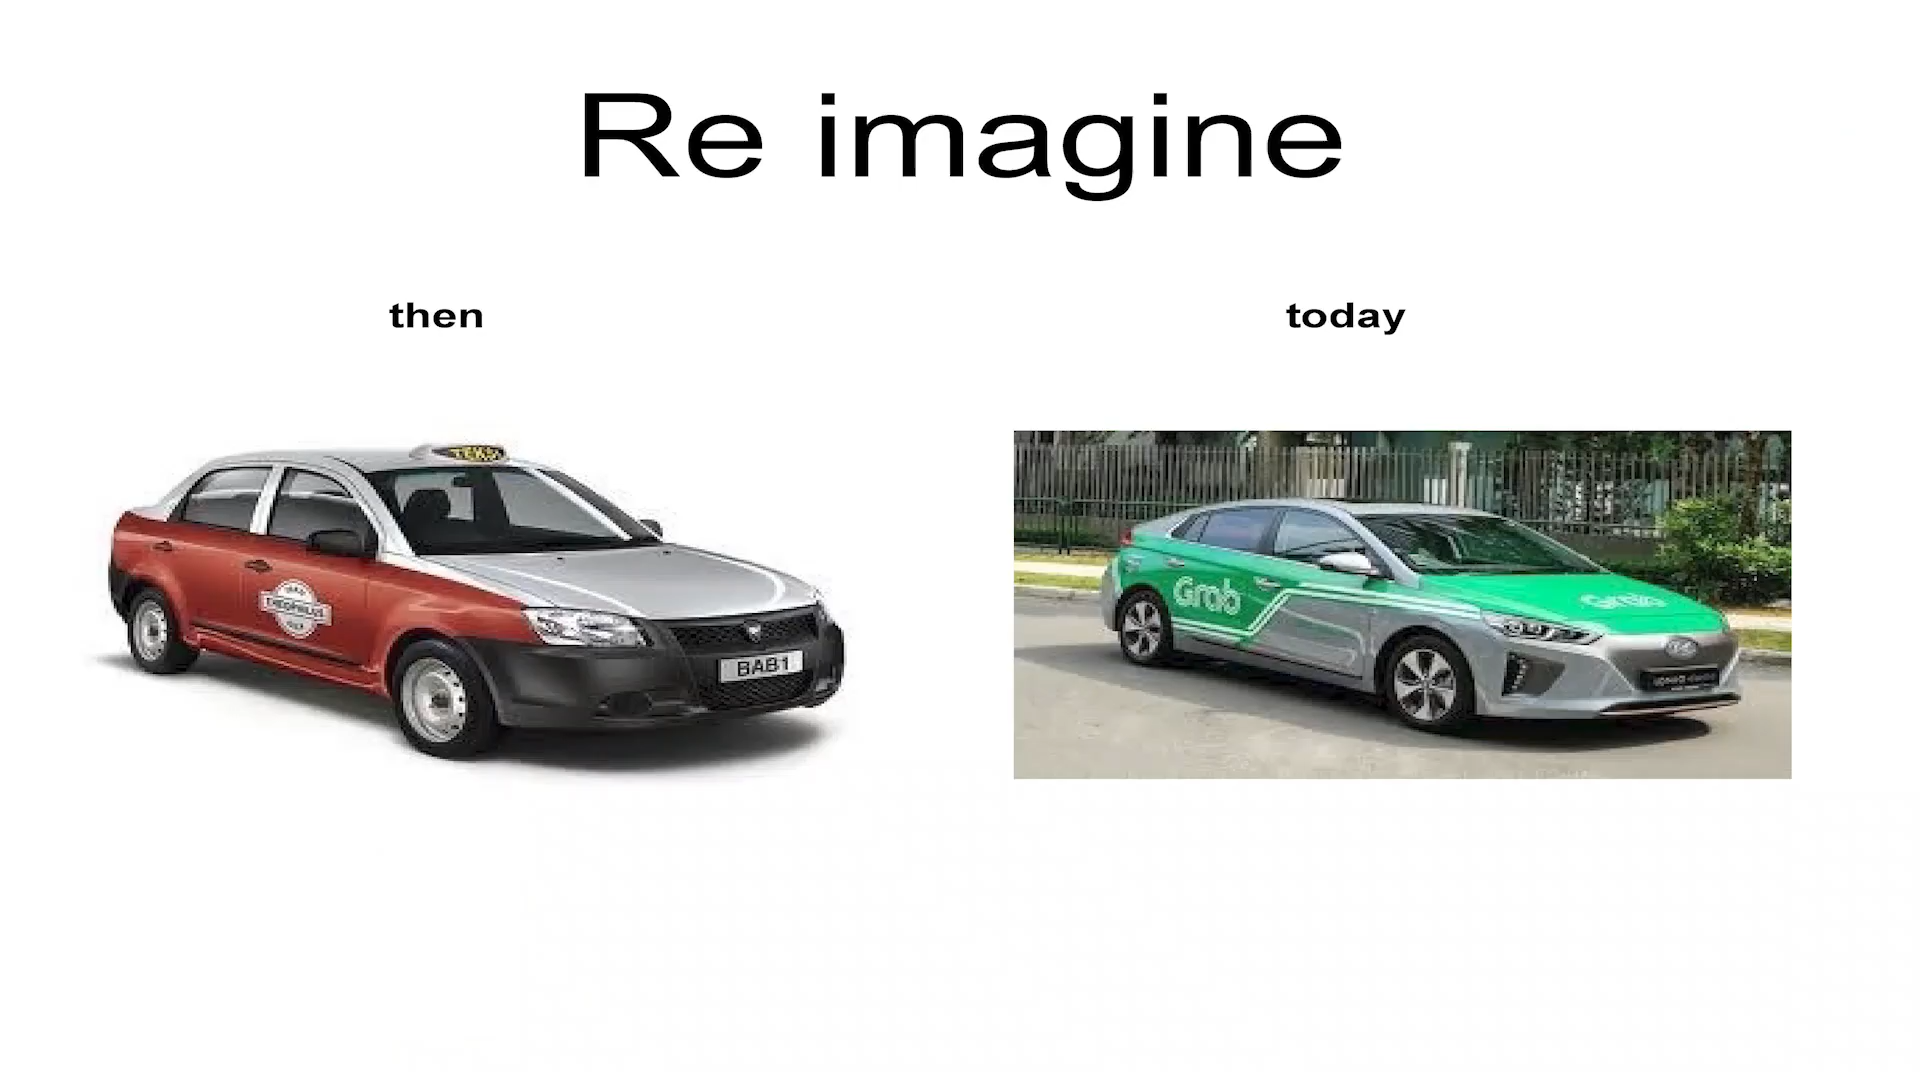 Re imagine
then
today
TEKSI
BAB1
Grab
Grab